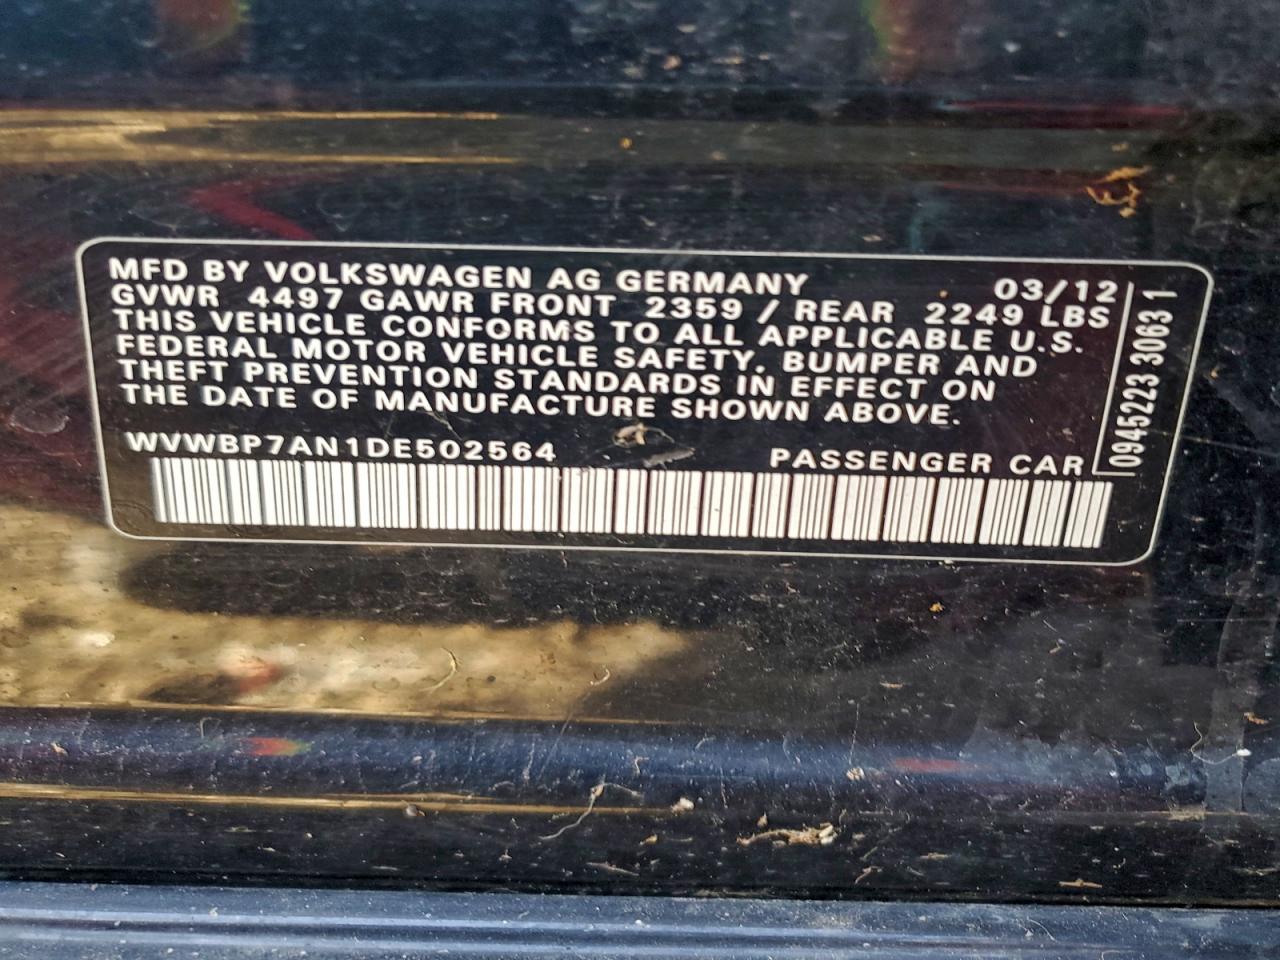 MFD BY VOLKSWAGEN AG GERMANY 03/12
GVWR 4497 GAWR FRONT 2359 / REAR 2249 LBS
THIS VEHICLE CONFORMS TO ALL APPLICABLE U.S.
FEDERAL MOTOR VEHICLE SAFETY, BUMPER AND
THEFT PREVENTION STANDARDS IN EFFECT ON
THE DATE OF MANUFACTURE SHOWN ABOVE.
WVWBP7AN1DE502564 PASSENGER CAR
0945223 3063 1